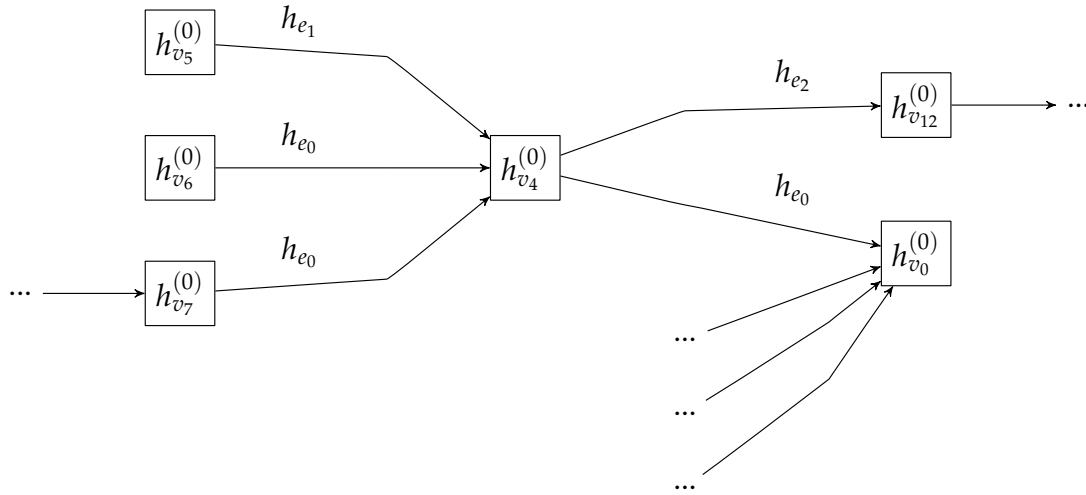 h_{e_1}
h_{v_5}^{(0)}
h_{e_2}
h_{v_{12}}^{(0)}
...
h_{e_0}
h_{v_6}^{(0)}
h_{v_4}^{(0)}
h_{e_0}
h_{v_0}^{(0)}
h_{e_0}
... h_{v_7}^{(0)}
...
...
...